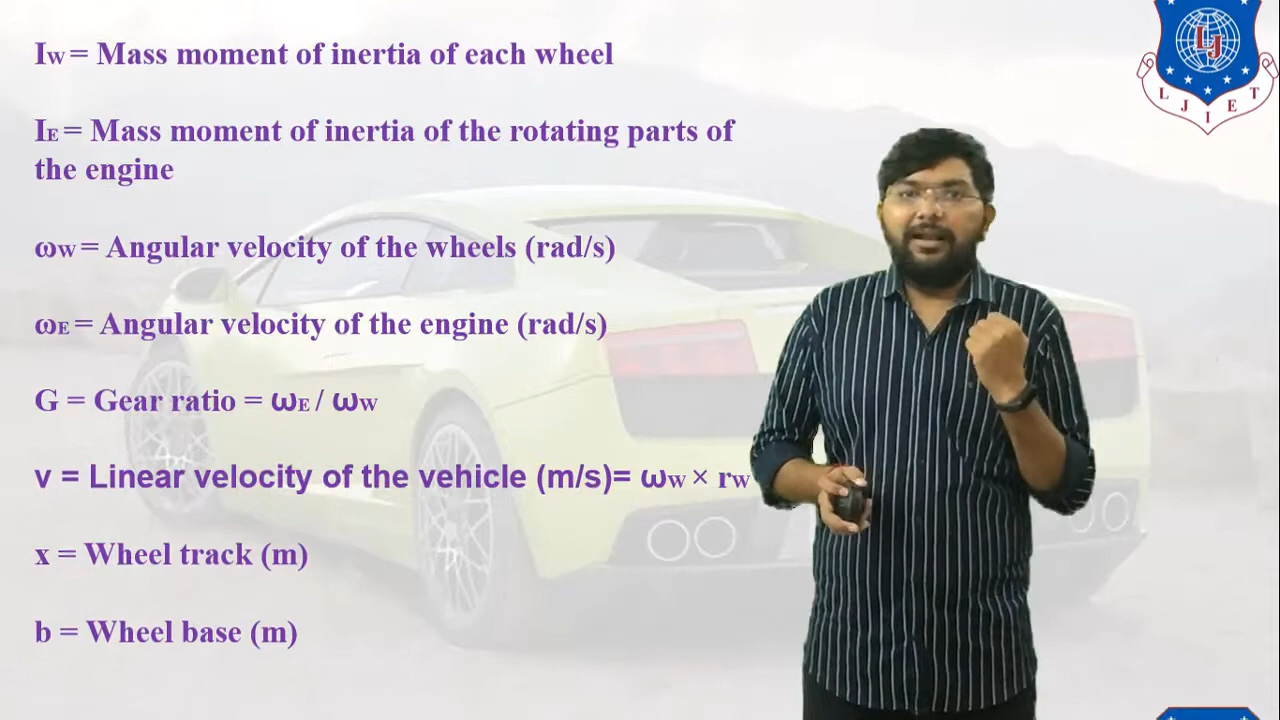 Iw = Mass moment of inertia of each wheel
IE = Mass moment of inertia of the rotating parts of
the engine
ωw = Angular velocity of the wheels (rad/s)
ωE = Angular velocity of the engine (rad/s)
G = Gear ratio = ωE / ωw
v = Linear velocity of the vehicle (m/s)= ωw × rw
x = Wheel track (m)
b = Wheel base (m)
LJ
L J I E T